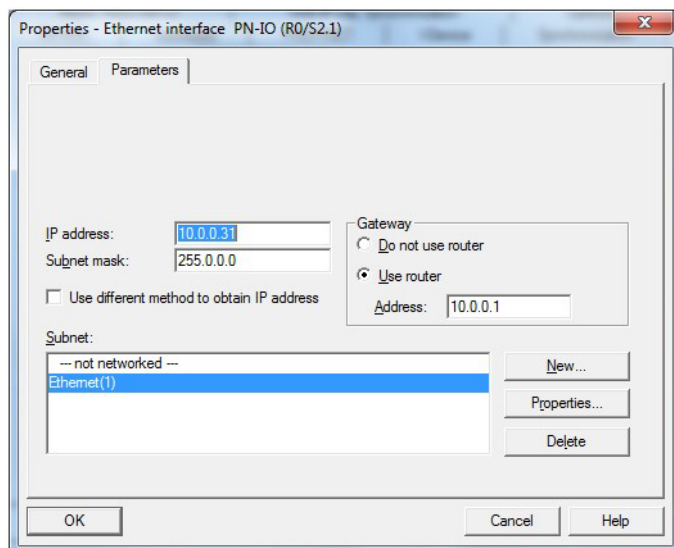 Properties - Ethernet interface PN-IO (R0/S2.1)
General
Parameters
IP address: 10.0.0.31
Subnet mask: 255.0.0.0
Use different method to obtain IP address
Gateway
Do not use router
Use router
Address: 10.0.0.1
Subnet:
--- not networked ---
Ethernet(1)
New...
Properties...
Delete
OK
Cancel
Help